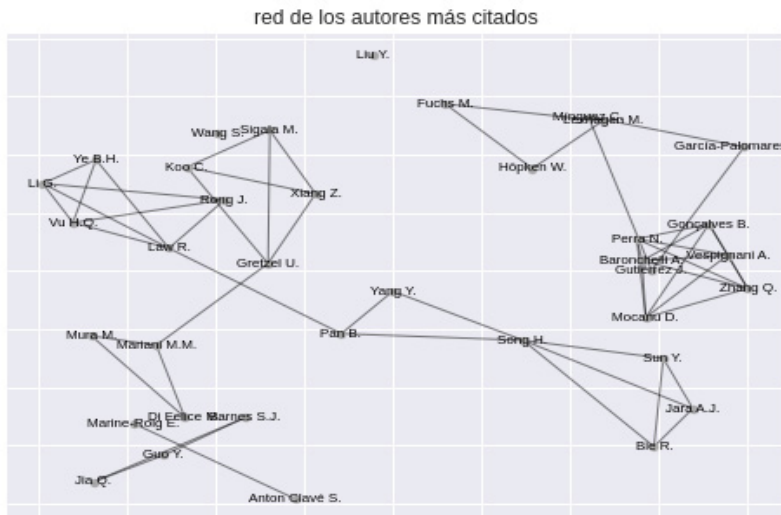 red de los autores más citados
Liu Y.
Fuchs M.
Minguez C.
Lexhagen M.
Wang S.
Sigala M.
García-Palomares
Ye B.H.
Koo C.
Höpken W.
Li G.
Xiang Z.
Rong J.
Vu H.Q.
Gonçalves B.
Perra N.
Law R.
Vespignani A.
Baronchelli A.
Gutiérrez J.
Gretzel U.
Zhang Q.
Yang Y.
Mocanu D.
Pan B.
Mura M.
Song H.
Mariani M.M.
Sun Y.
Jara A.J.
Di Felice M.
Barnes S.J.
Marine-Roig E.
Bie R.
Guo Y.
Jia Q.
Anton Clavé S.